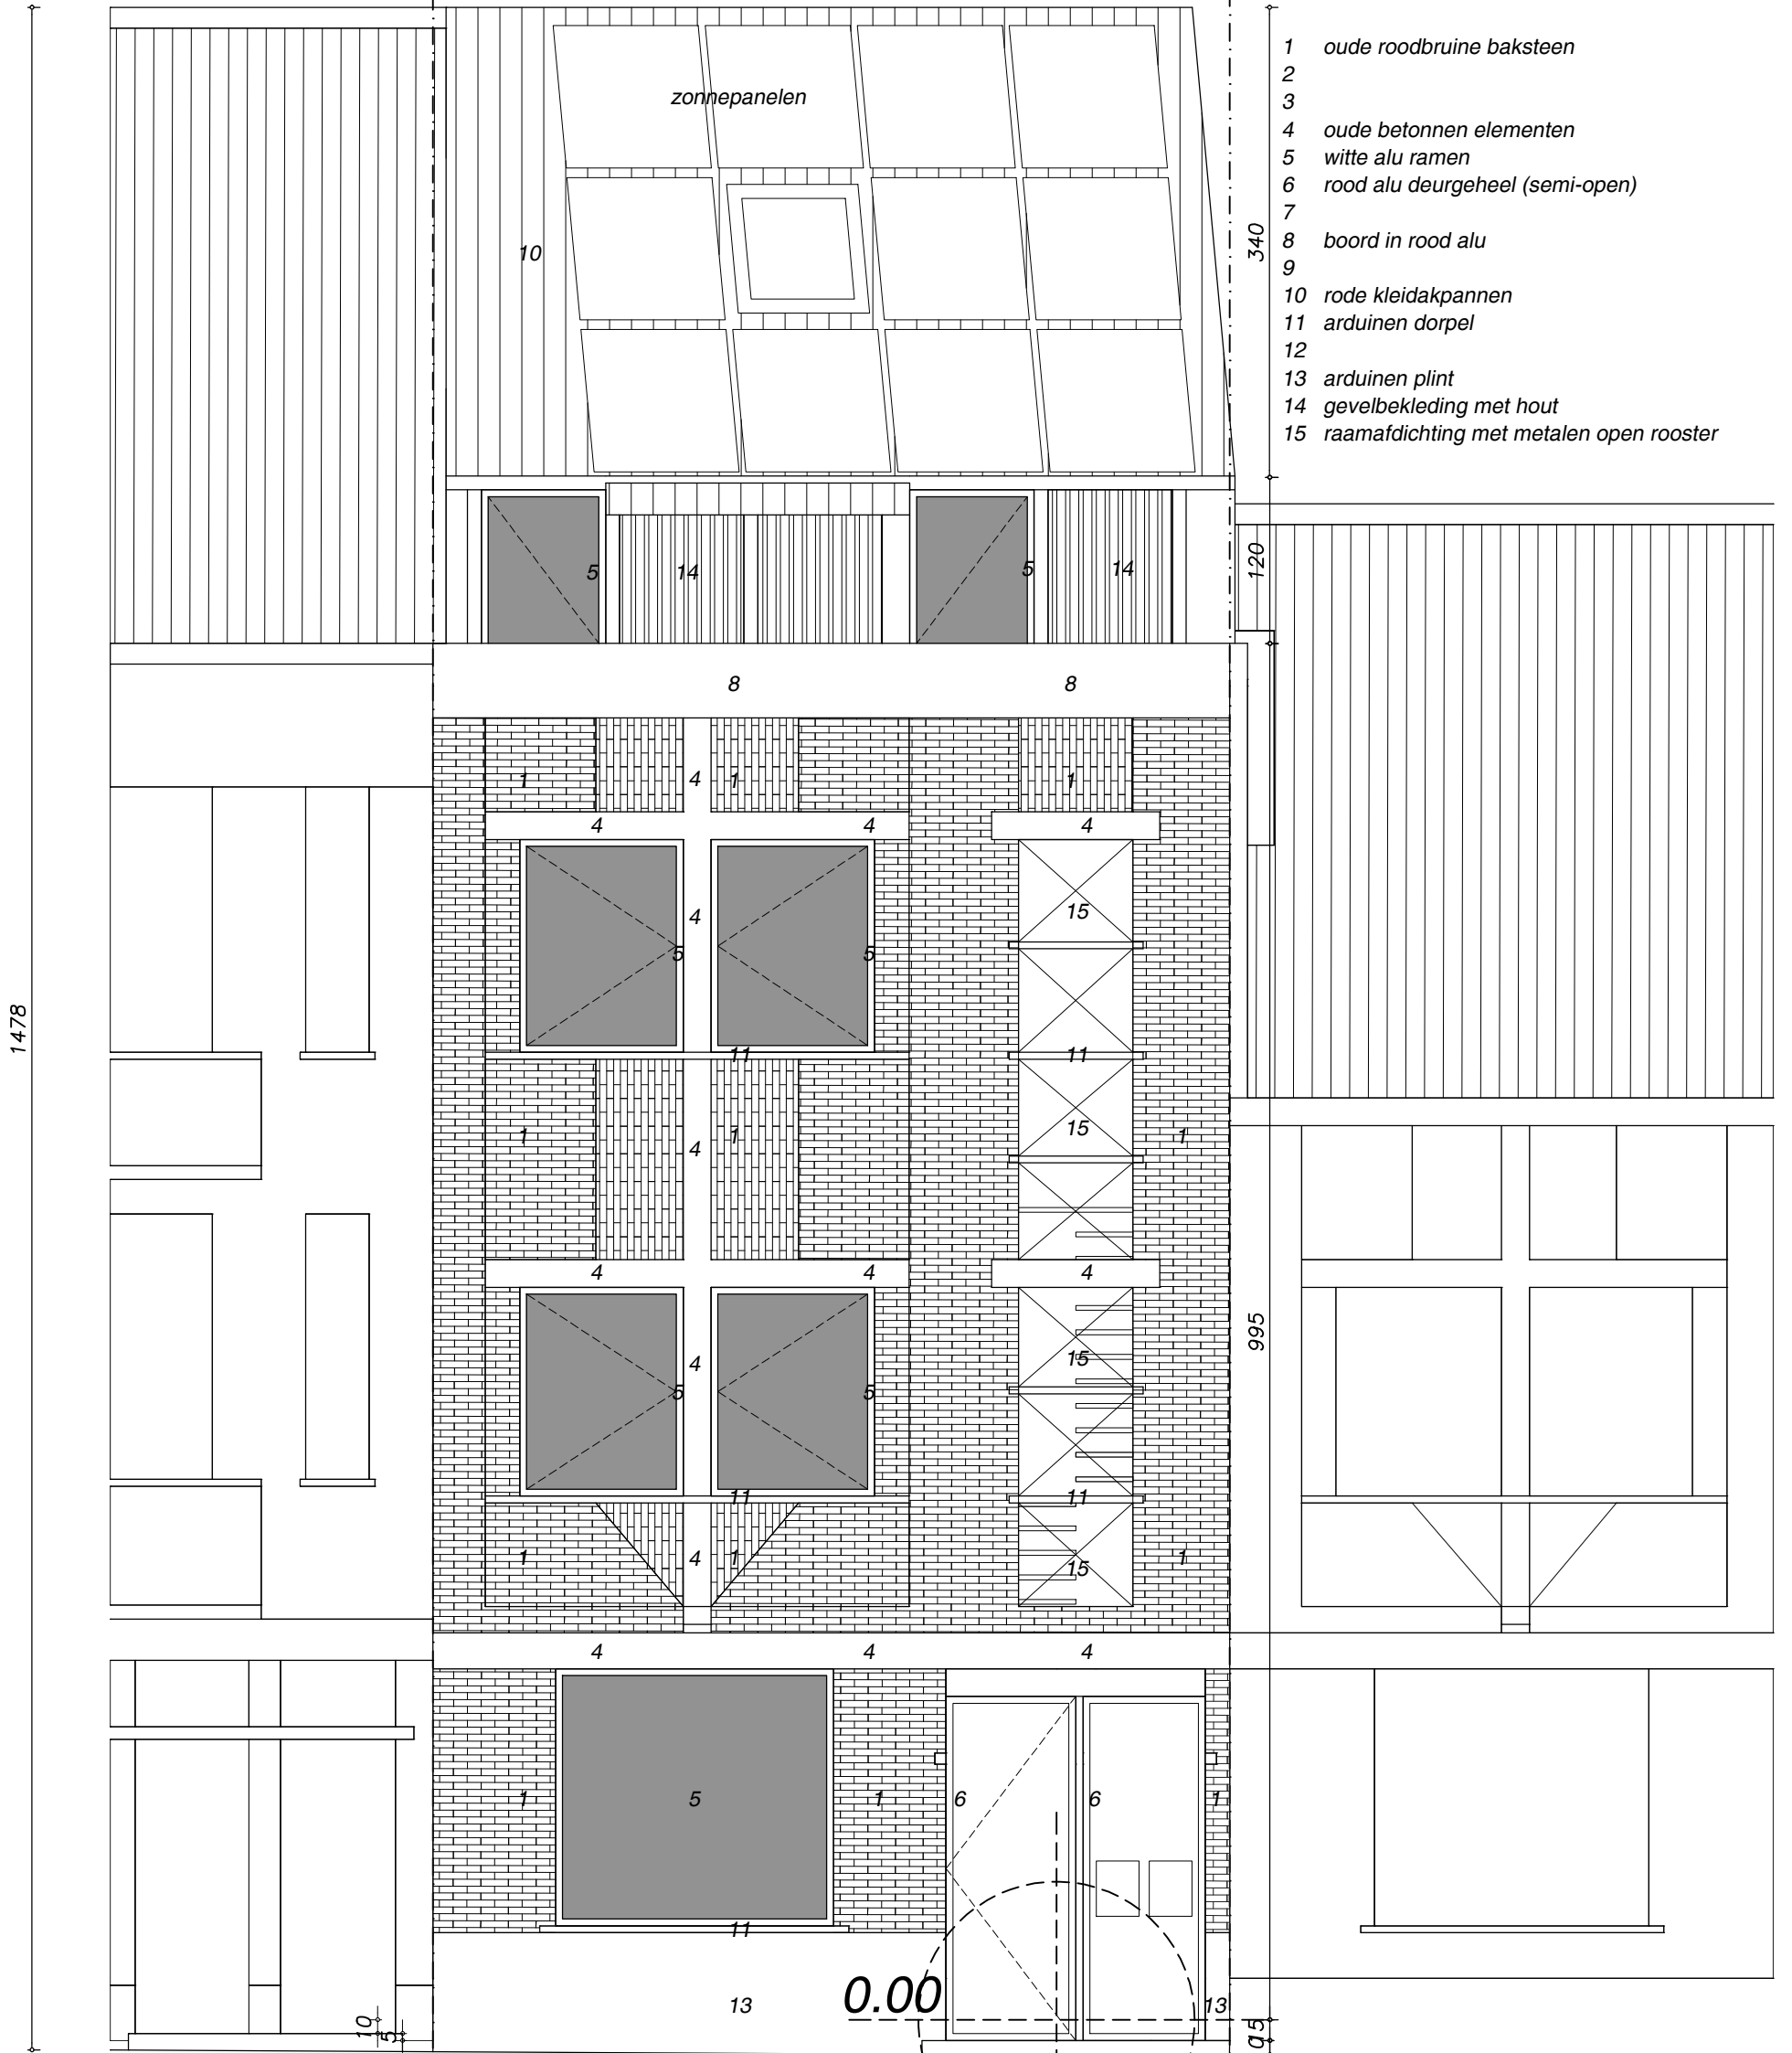 1 oude roodbruine baksteen
2
3
4 oude betonnen elementen
5 witte alu ramen
6 rood alu deurgeheel (semi-open)
7
8 boord in rood alu
9
10 rode kleidakpannen
11 arduinen dorpel
12
13 arduinen plint
14 gevelbekleding met hout
15 raamafdichting met metalen open rooster
zonnepanelen
10
340
5 14 5 14
120
8 8
1 4 1 1
4 4 4
4 15
5 5
1478
11 11
1 4 1 15 1
4 4 4
995
4 15
5 5
11 11
1 4 1 15 1
4 4 4
1 5 1 6 6 1
11
0.00
13 13
10
5
15